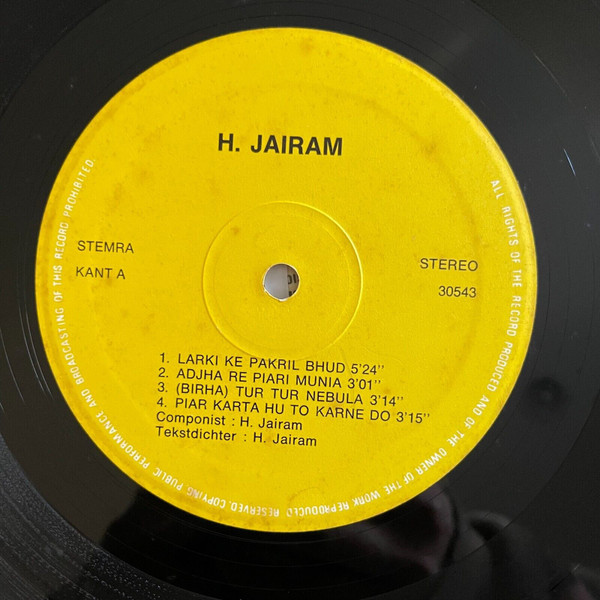 H. JAIRAM
STEMRA
KANT A
STEREO
30543
1. LARKI KE PAKRIL BHUD 5'24''
2. ADJHA RE PIARI MUNIA 3'01''
3. (BIRHA) TUR TUR NEBULA 3'14''
4. PIAR KARTA HU TO KARNE DO 3'15''
Componist : H. Jairam
Tekstdichter : H. Jairam
ALL RIGHTS OF THE RECORD PRODUCED AND OF THE OWNER OF THE WORK REPRODUCED RESERVED. COPYING PUBLIC PERFORMANCE AND BROADCASTING OF THIS RECORD PROHIBITED.